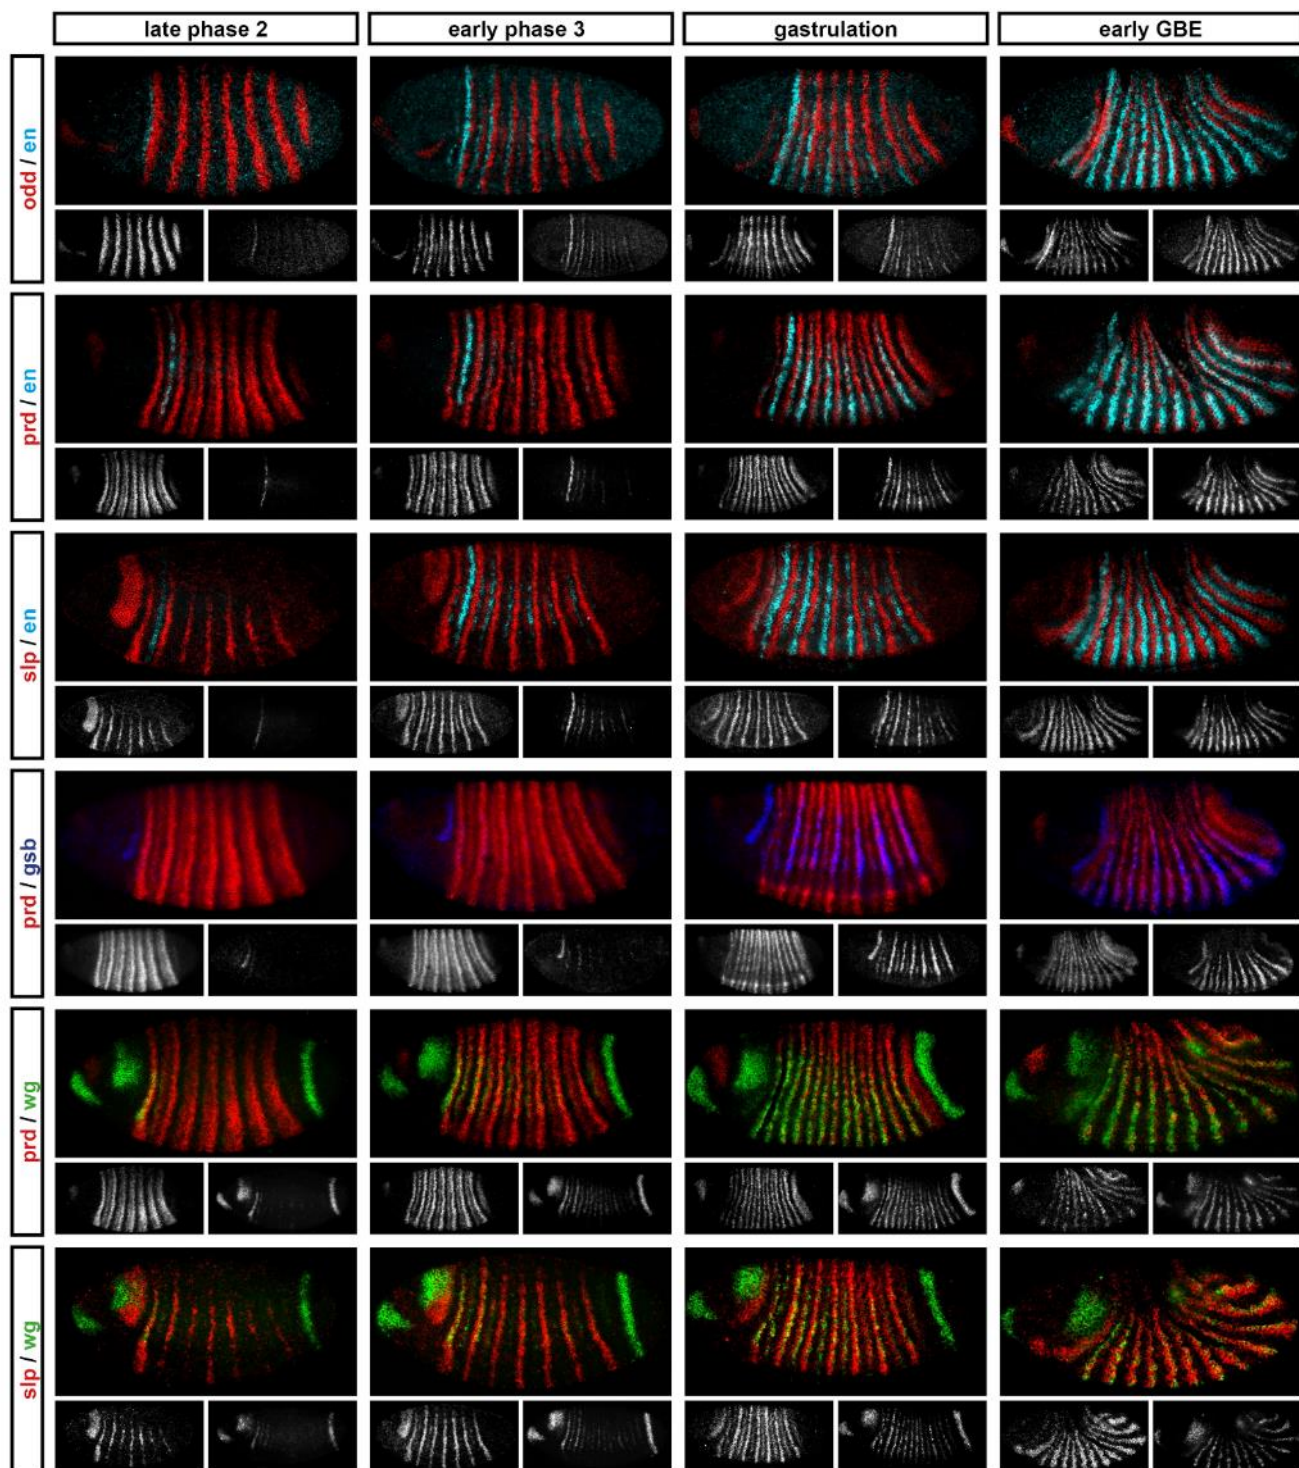 late phase 2
early phase 3
gastrulation
early GBE
odd / en
prd / en
slp / en
prd / gsb
prd / wg
slp / wg